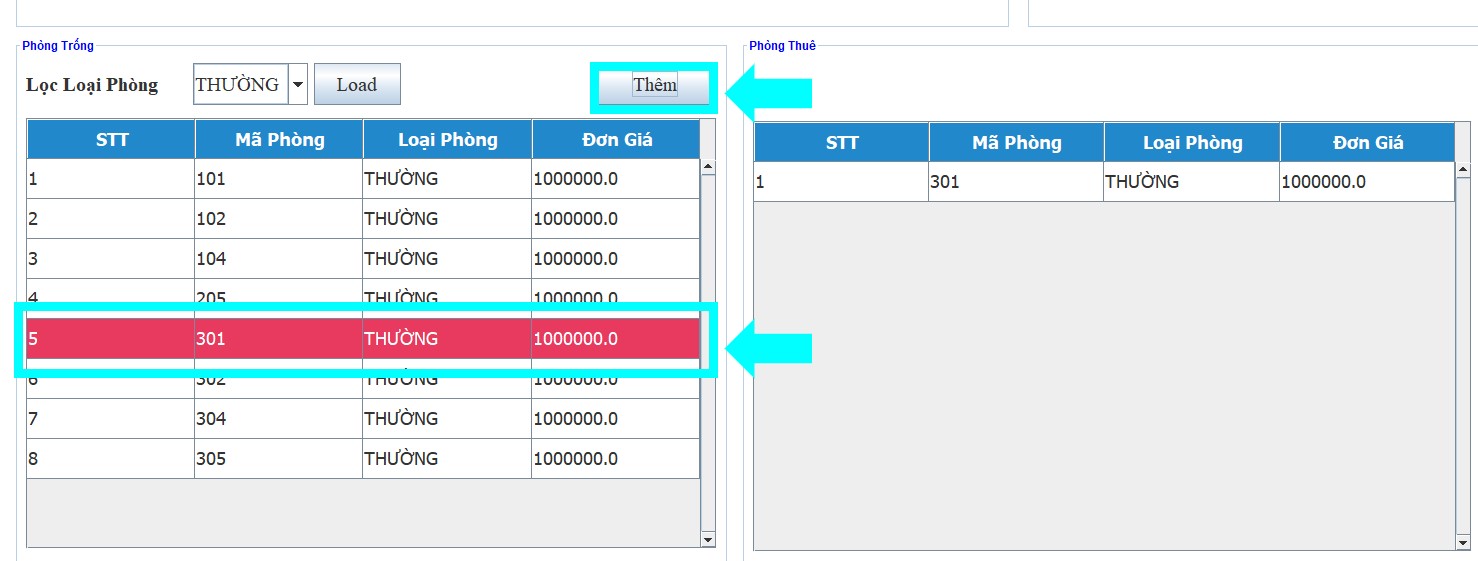 Phòng Trống
Lọc Loại Phòng THƯỜNG Load Thêm
STT Mã Phòng Loại Phòng Đơn Giá
1 101 THƯỜNG 1000000.0
2 102 THƯỜNG 1000000.0
3 104 THƯỜNG 1000000.0
4 205 THƯỜNG 1000000.0
5 301 THƯỜNG 1000000.0
6 302 THƯỜNG 1000000.0
7 304 THƯỜNG 1000000.0
8 305 THƯỜNG 1000000.0
Phòng Thuê
STT Mã Phòng Loại Phòng Đơn Giá
1 301 THƯỜNG 1000000.0